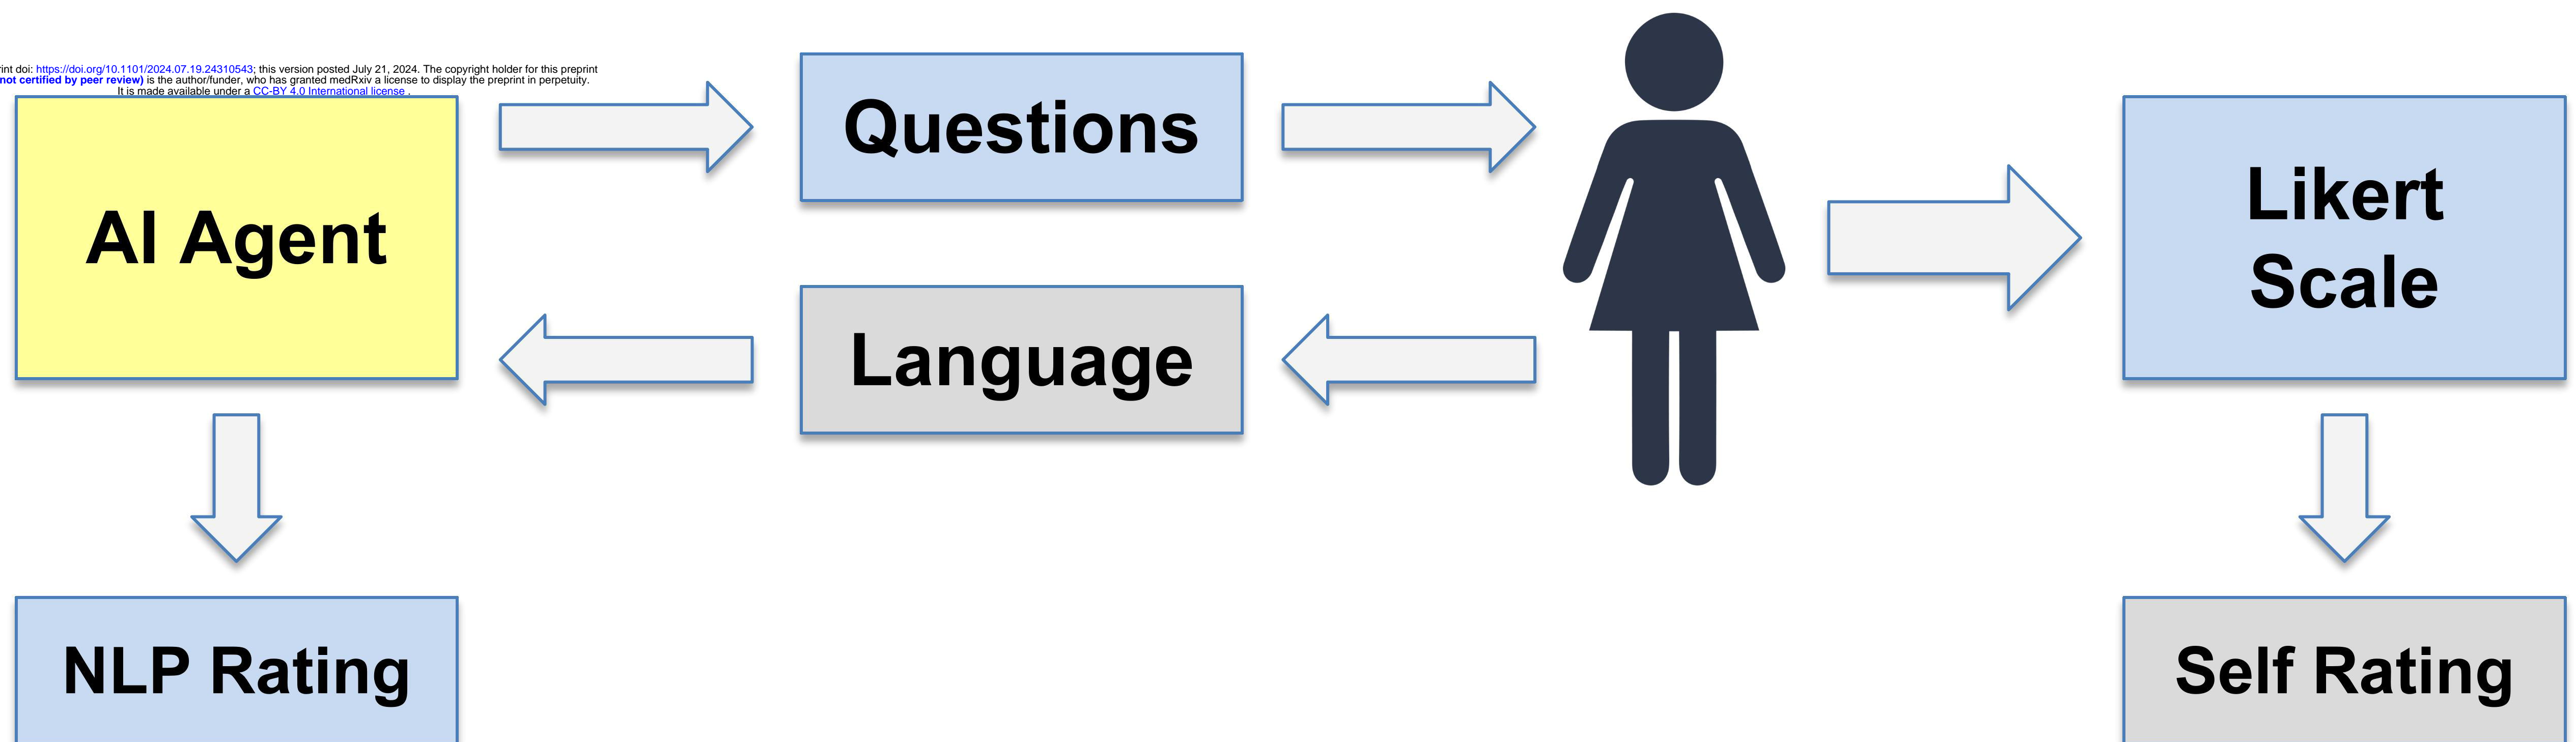 rint doi: https://doi.org/10.1101/2024.07.19.24310543; this version posted July 21, 2024. The copyright holder for this preprint
not certified by peer review) is the author/funder, who has granted medRxiv a license to display the preprint in perpetuity.
It is made available under a CC-BY 4.0 International license .
AI Agent
Questions
Language
Likert
Scale
NLP Rating
Self Rating